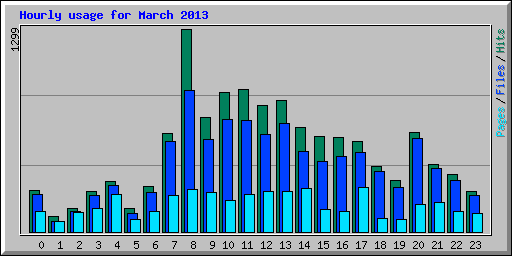 Hourly usage for March 2013
1299
Pages/Files/Hits
0 1 2 3 4 5 6 7 8 9 10 11 12 13 14 15 16 17 18 19 20 21 22 23